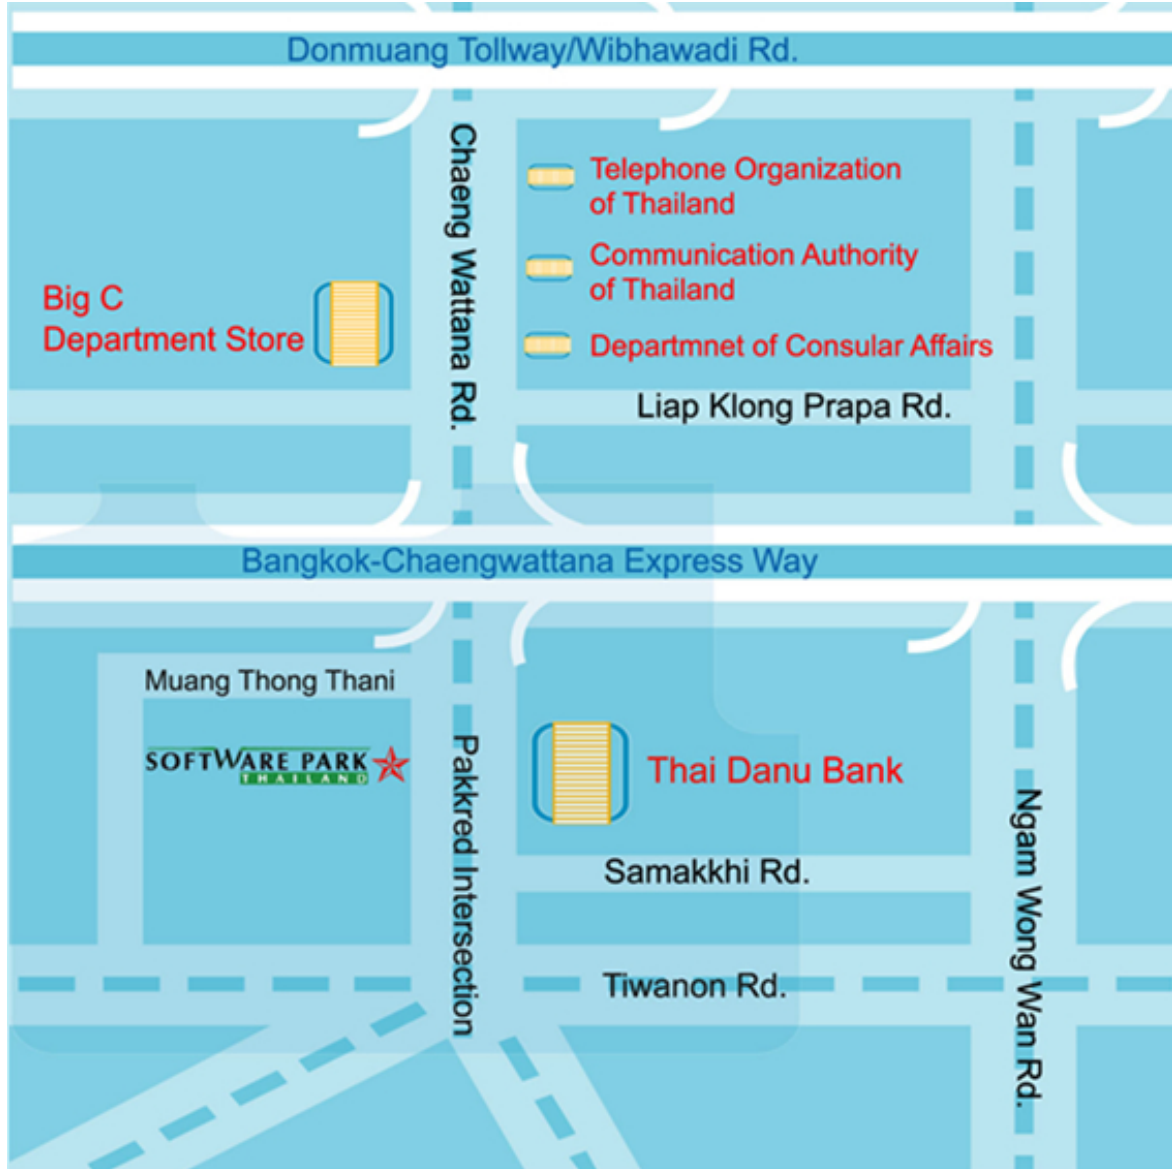 Donmuang Tollway/Wibhawadi Rd.
Chaeng Wattana Rd.
Telephone Organization
of Thailand
Communication Authority
of Thailand
Big C
Department Store
Departmnet of Consular Affairs
Liap Klong Prapa Rd.
Bangkok-Chaengwattana Express Way
Muang Thong Thani
SOFTWARE PARK
THAILAND
Pakkred Intersection
Thai Danu Bank
Ngam Wong Wan Rd.
Samakkhi Rd.
Tiwanon Rd.